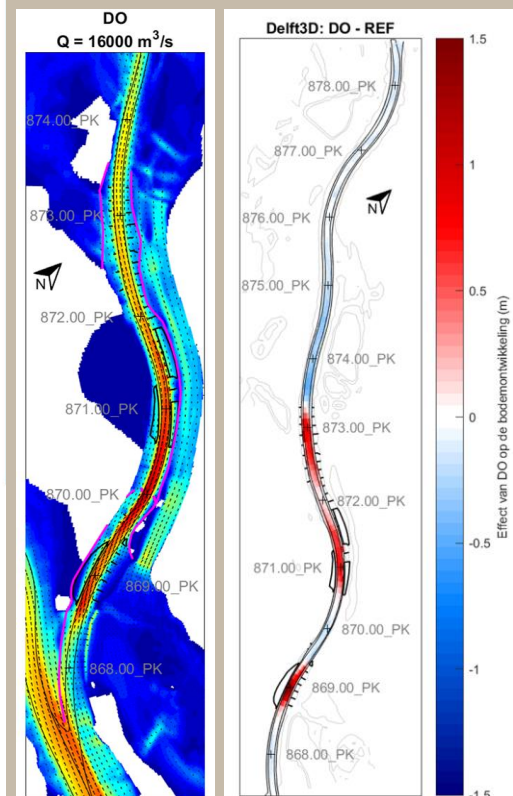 DO
Q = 16000 m³/s
874.00_PK
873.00_PK
N
872.00_PK
871.00_PK
870.00_PK
869.00_PK
868.00_PK
Delft3D: DO - REF
878.00_PK
877.00_PK
N
876.00_PK
875.00_PK
874.00_PK
873.00_PK
872.00_PK
871.00_PK
870.00_PK
869.00_PK
868.00_PK
1.5
1
0.5
0
-0.5
-1
-1.5
Effect van DO op de bodemontwikkeling (m)